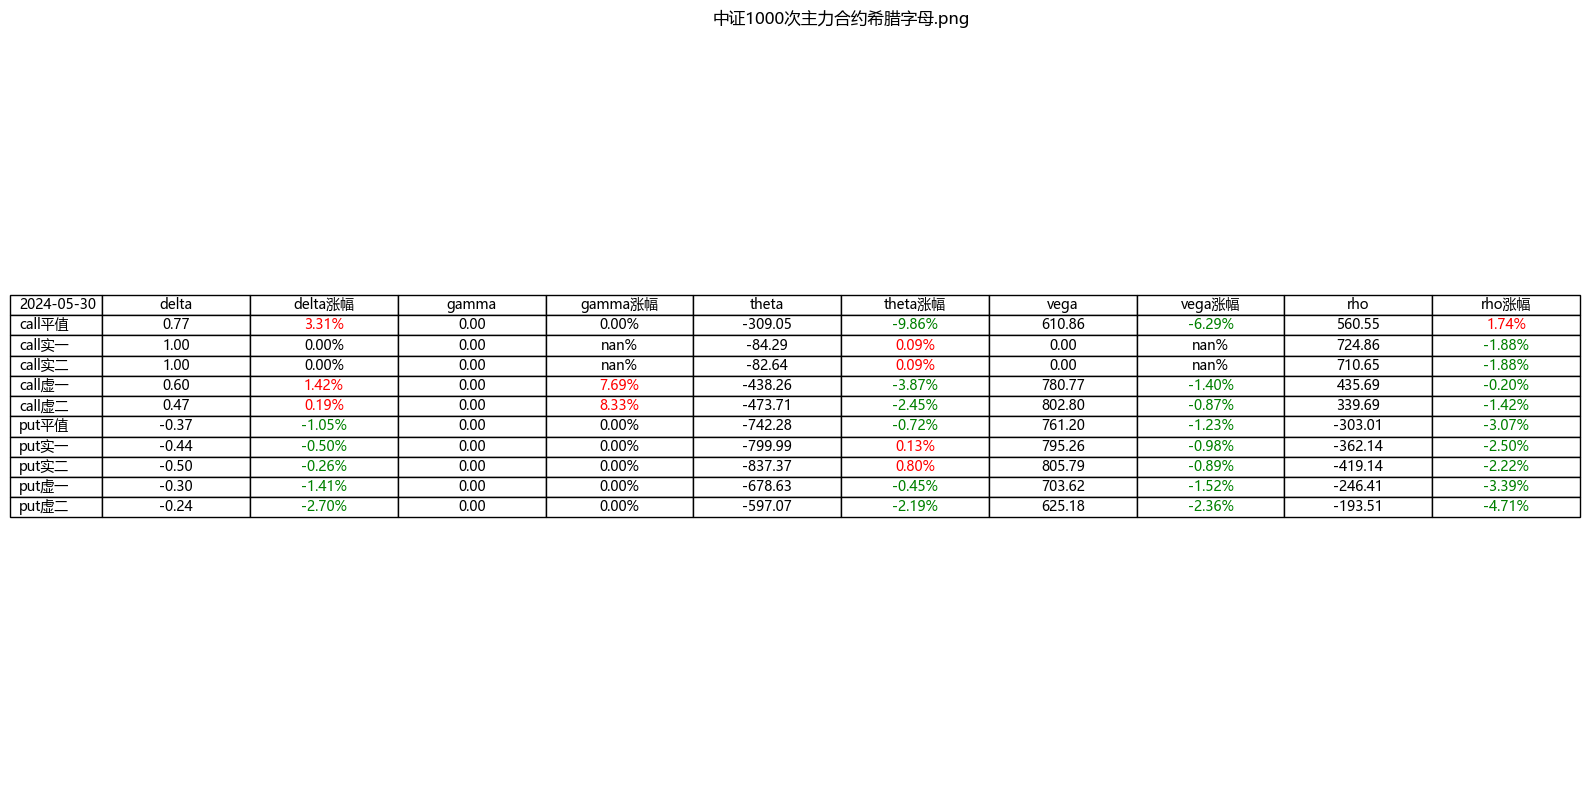 中证1000次主力合约希腊字母.png
2024-05-30 delta delta涨幅 gamma gamma涨幅 theta theta涨幅 vega vega涨幅 rho rho涨幅
call平值 0.77 3.31% 0.00 0.00% -309.05 -9.86% 610.86 -6.29% 560.55 1.74%
call实一 1.00 0.00% 0.00 nan% -84.29 0.09% 0.00 nan% 724.86 -1.88%
call实二 1.00 0.00% 0.00 nan% -82.64 0.09% 0.00 nan% 710.65 -1.88%
call虚一 0.60 1.42% 0.00 7.69% -438.26 -3.87% 780.77 -1.40% 435.69 -0.20%
call虚二 0.47 0.19% 0.00 8.33% -473.71 -2.45% 802.80 -0.87% 339.69 -1.42%
put平值 -0.37 -1.05% 0.00 0.00% -742.28 -0.72% 761.20 -1.23% -303.01 -3.07%
put实一 -0.44 -0.50% 0.00 0.00% -799.99 0.13% 795.26 -0.98% -362.14 -2.50%
put实二 -0.50 -0.26% 0.00 0.00% -837.37 0.80% 805.79 -0.89% -419.14 -2.22%
put虚一 -0.30 -1.41% 0.00 0.00% -678.63 -0.45% 703.62 -1.52% -246.41 -3.39%
put虚二 -0.24 -2.70% 0.00 0.00% -597.07 -2.19% 625.18 -2.36% -193.51 -4.71%